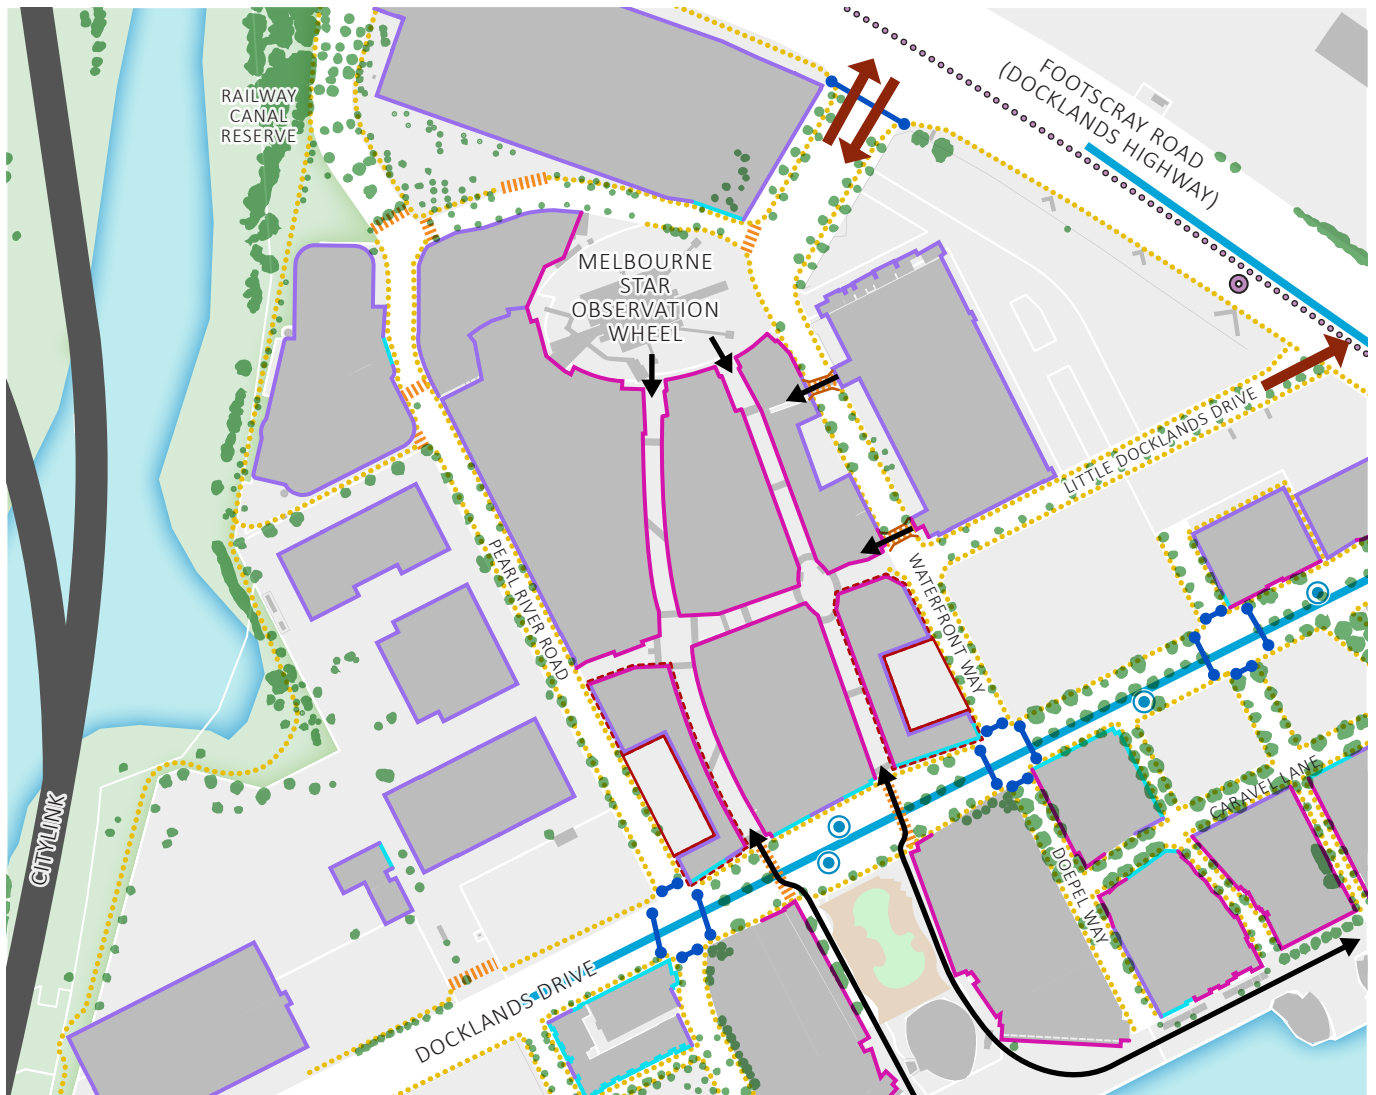 FOOTSCRAY ROAD
(DOCKLANDS HIGHWAY)
RAILWAY
CANAL
RESERVE
MELBOURNE
STAR
OBSERVATION
WHEEL
LITTLE DOCKLANDS DRIVE
PEARL RIVER ROAD
WATERFRONT WAY
CARAVEL LANE
CITYLINK
DOEPEL WAY
DOCKLANDS DRIVE